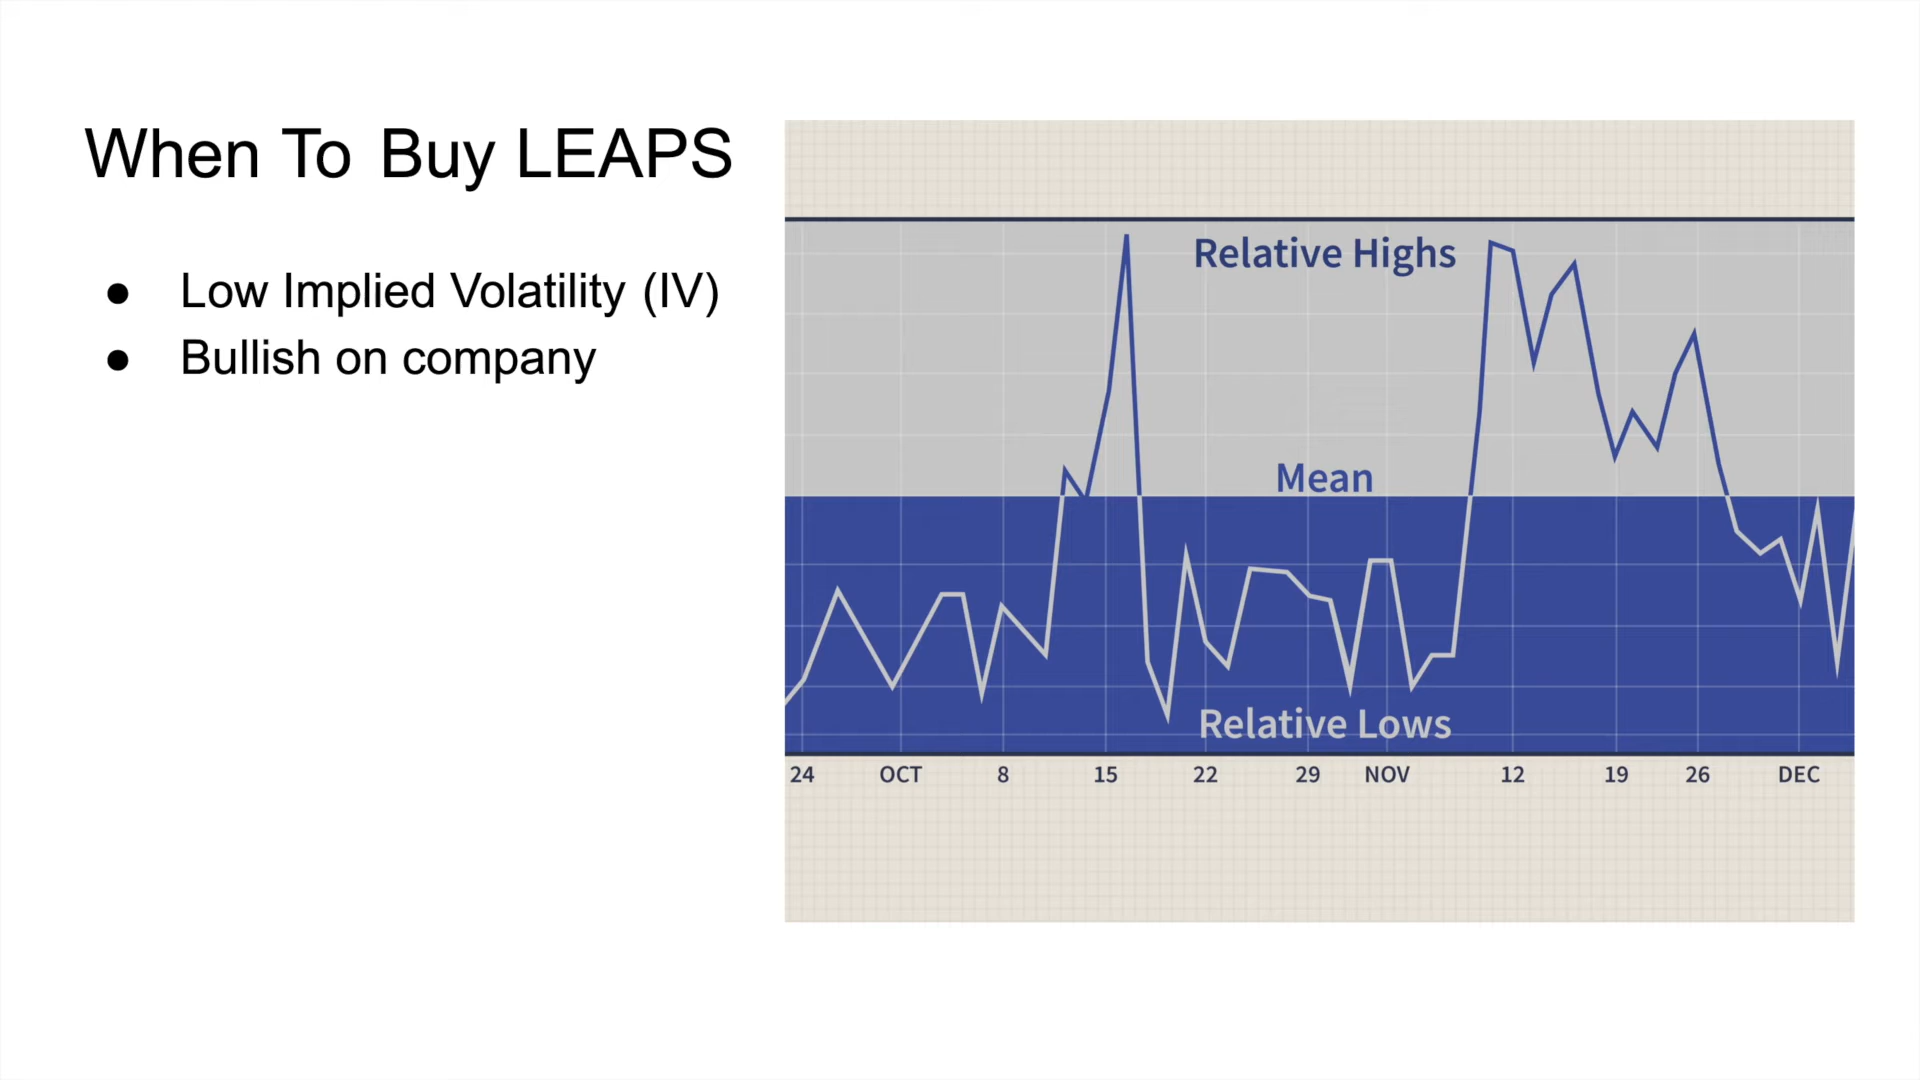 When To Buy LEAPS
● Low Implied Volatility (IV)
● Bullish on company
Relative Highs
Mean
Relative Lows
24 OCT 8 15 22 29 NOV 12 19 26 DEC